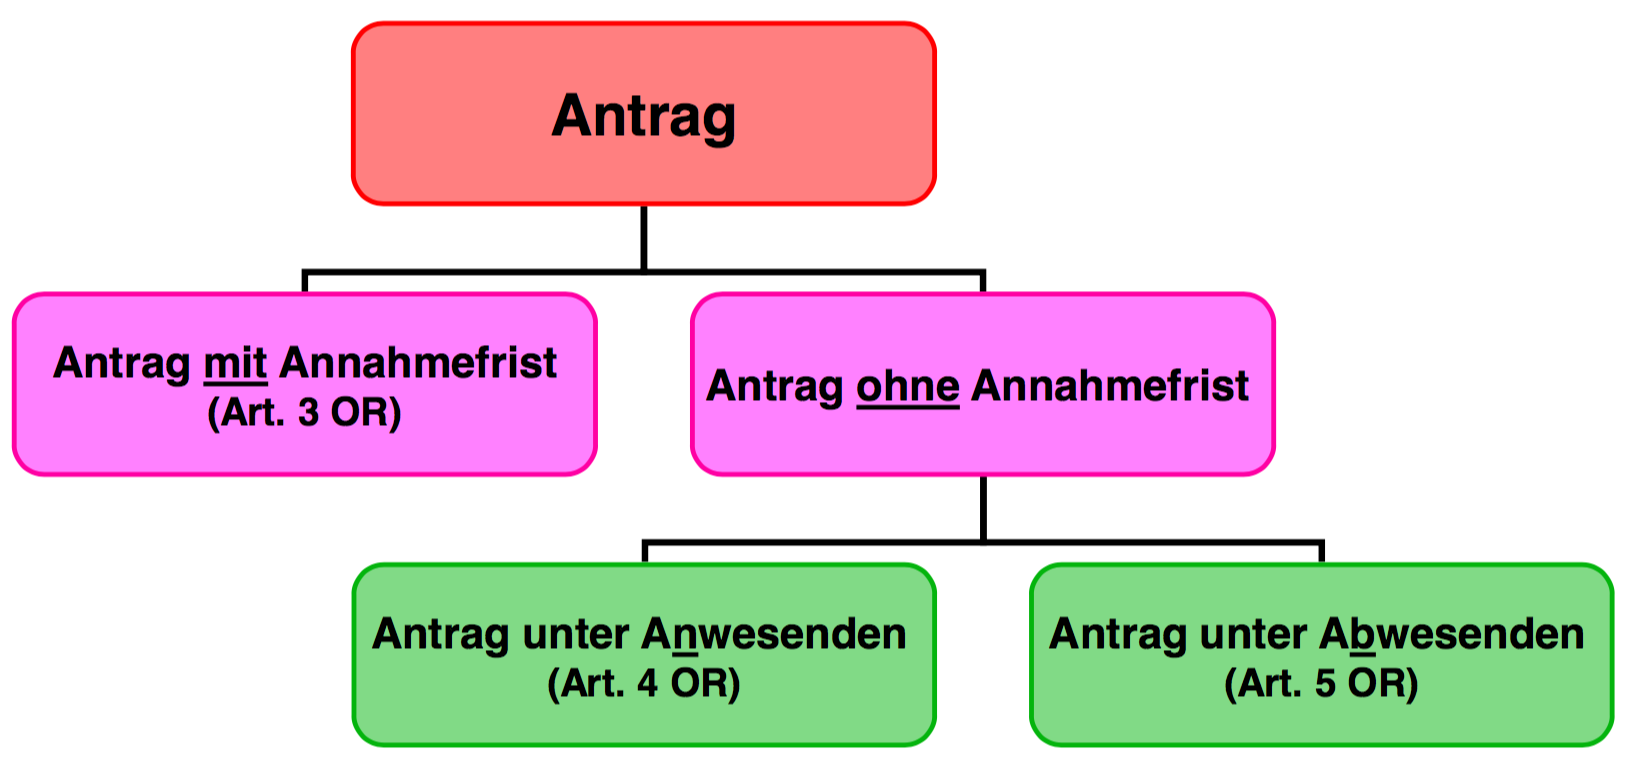 Antrag
Antrag mit Annahmefrist
(Art. 3 OR)
Antrag ohne Annahmefrist
Antrag unter Anwesenden
(Art. 4 OR)
Antrag unter Abwesenden
(Art. 5 OR)